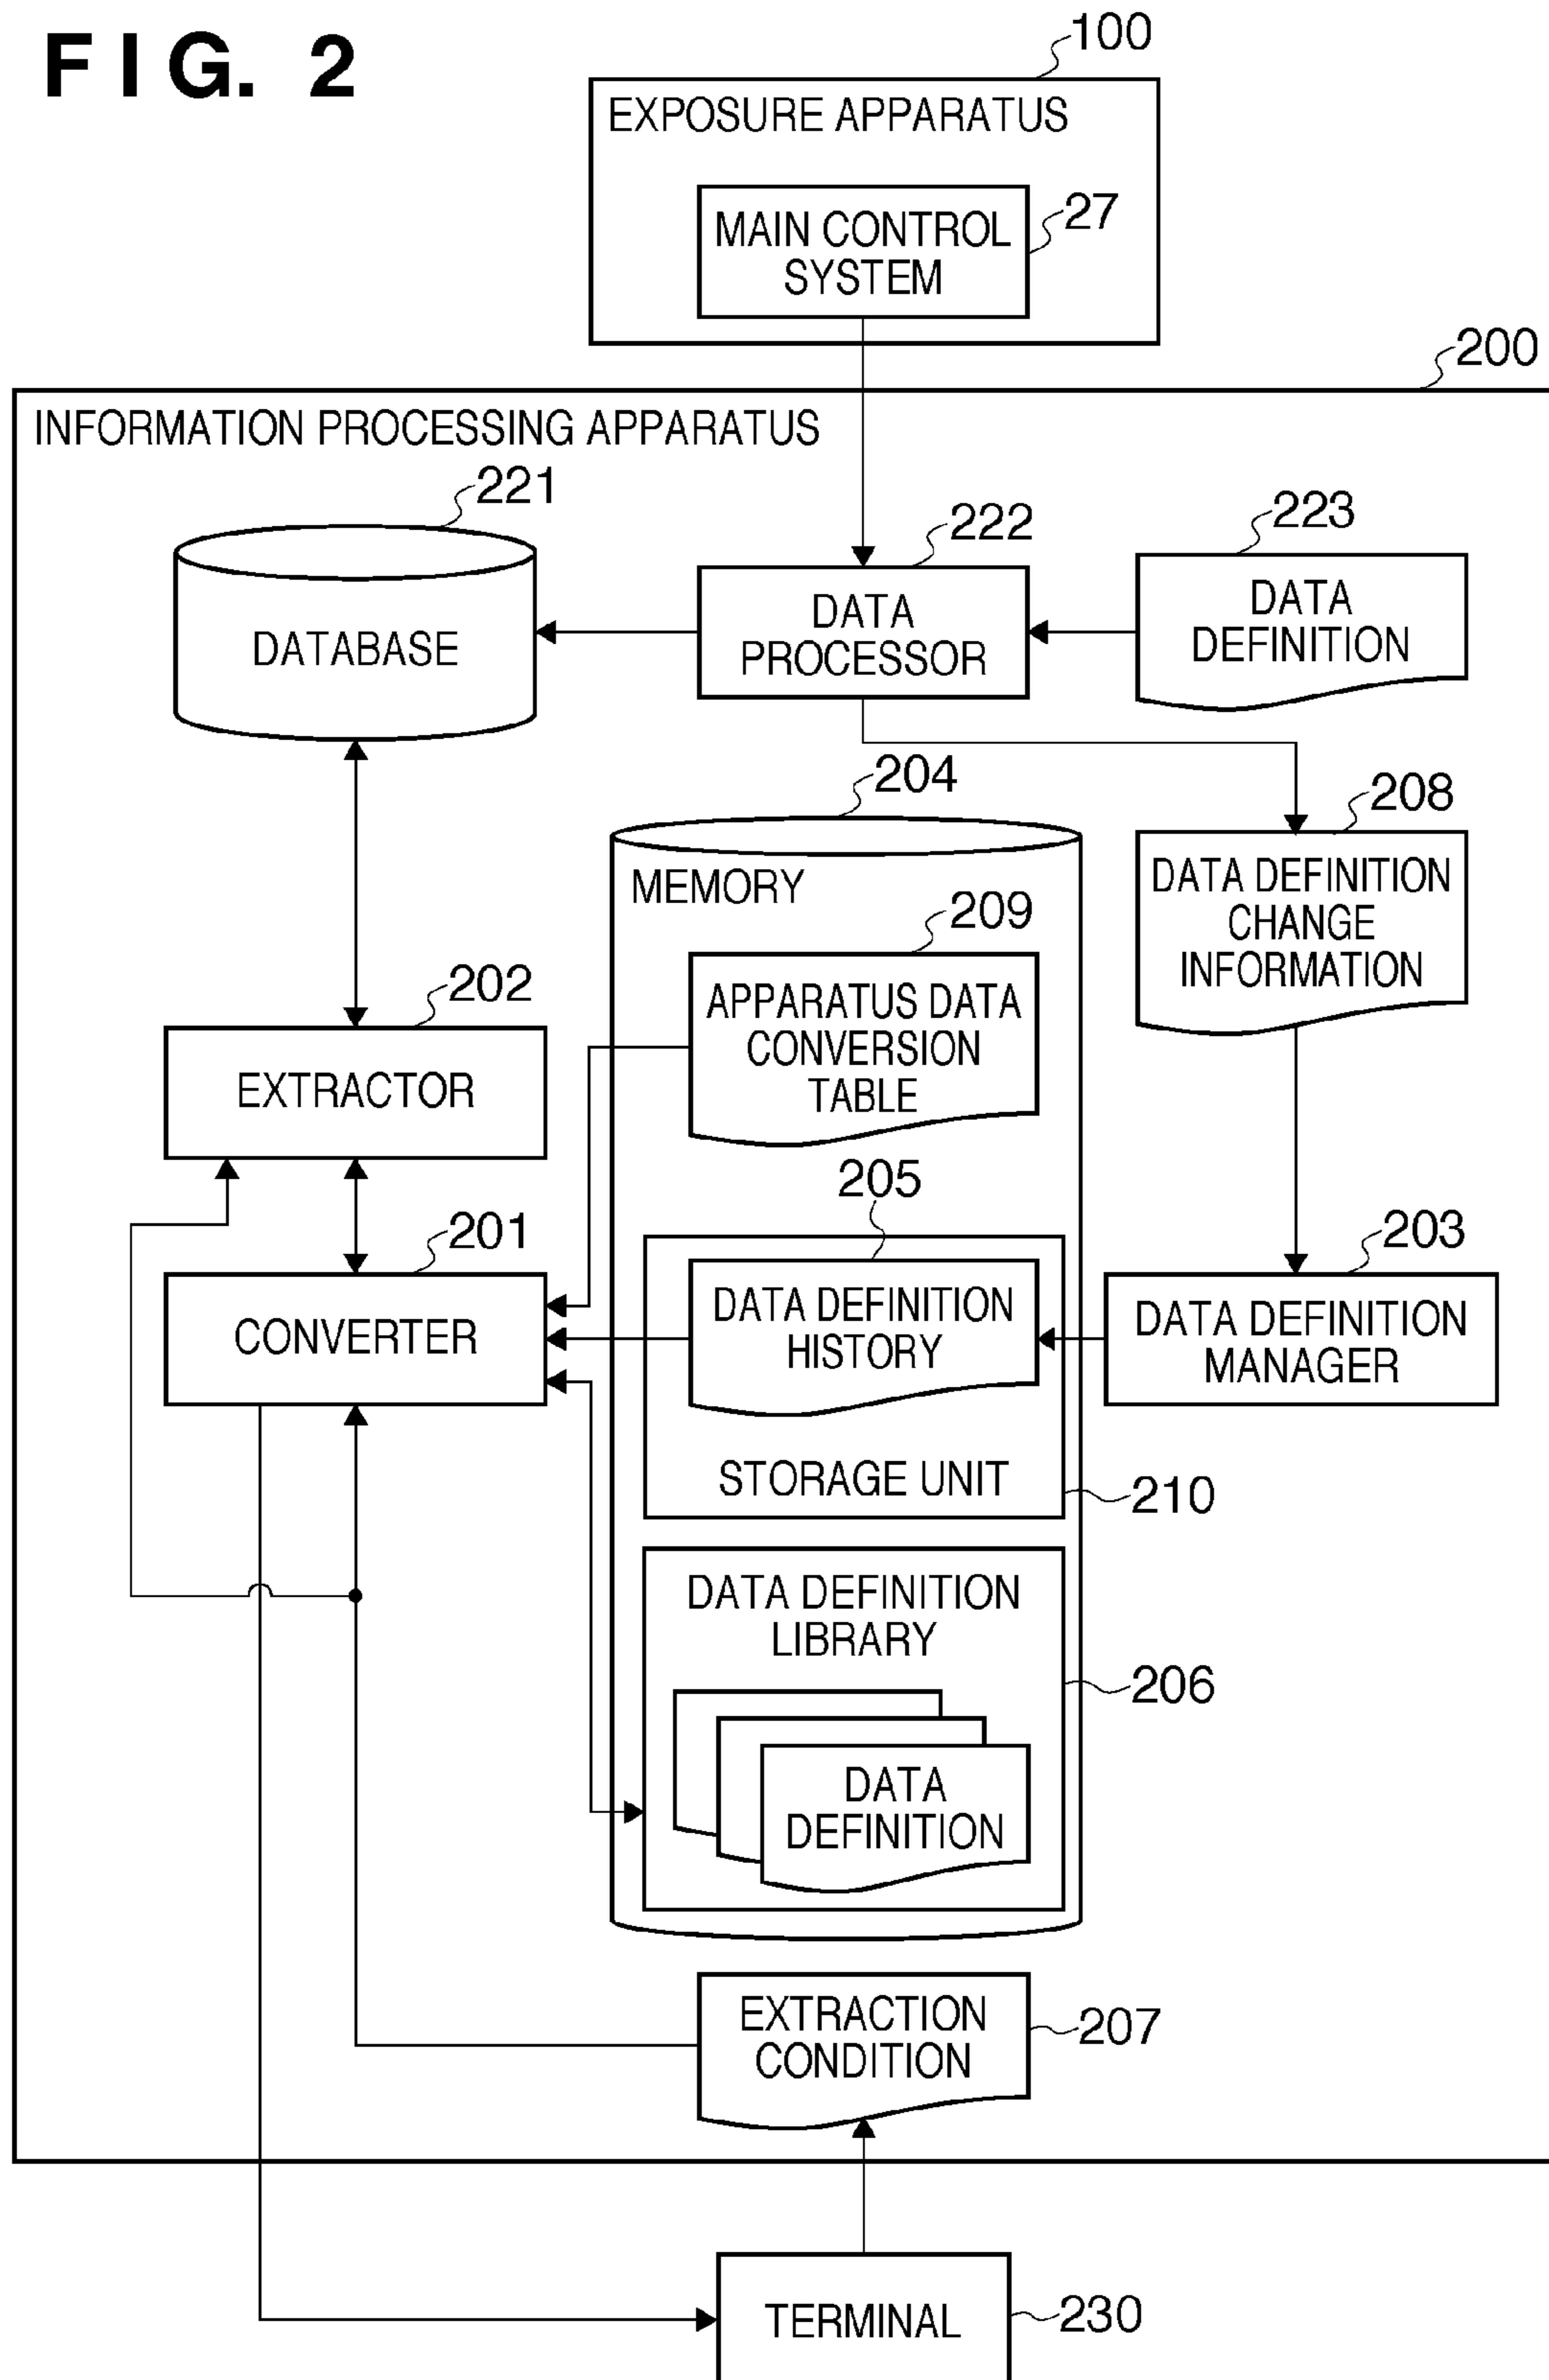 FIG. 2
100
EXPOSURE APPARATUS
27
MAIN CONTROL
SYSTEM
200
INFORMATION PROCESSING APPARATUS
221
DATABASE
222
DATA
PROCESSOR
223
DATA
DEFINITION
204
MEMORY
208
DATA DEFINITION
CHANGE
INFORMATION
209
APPARATUS DATA
CONVERSION
TABLE
202
EXTRACTOR
205
DATA DEFINITION
HISTORY
STORAGE UNIT
210
201
CONVERTER
203
DATA DEFINITION
MANAGER
DATA DEFINITION
LIBRARY
206
DATA
DEFINITION
EXTRACTION
CONDITION
207
TERMINAL
230